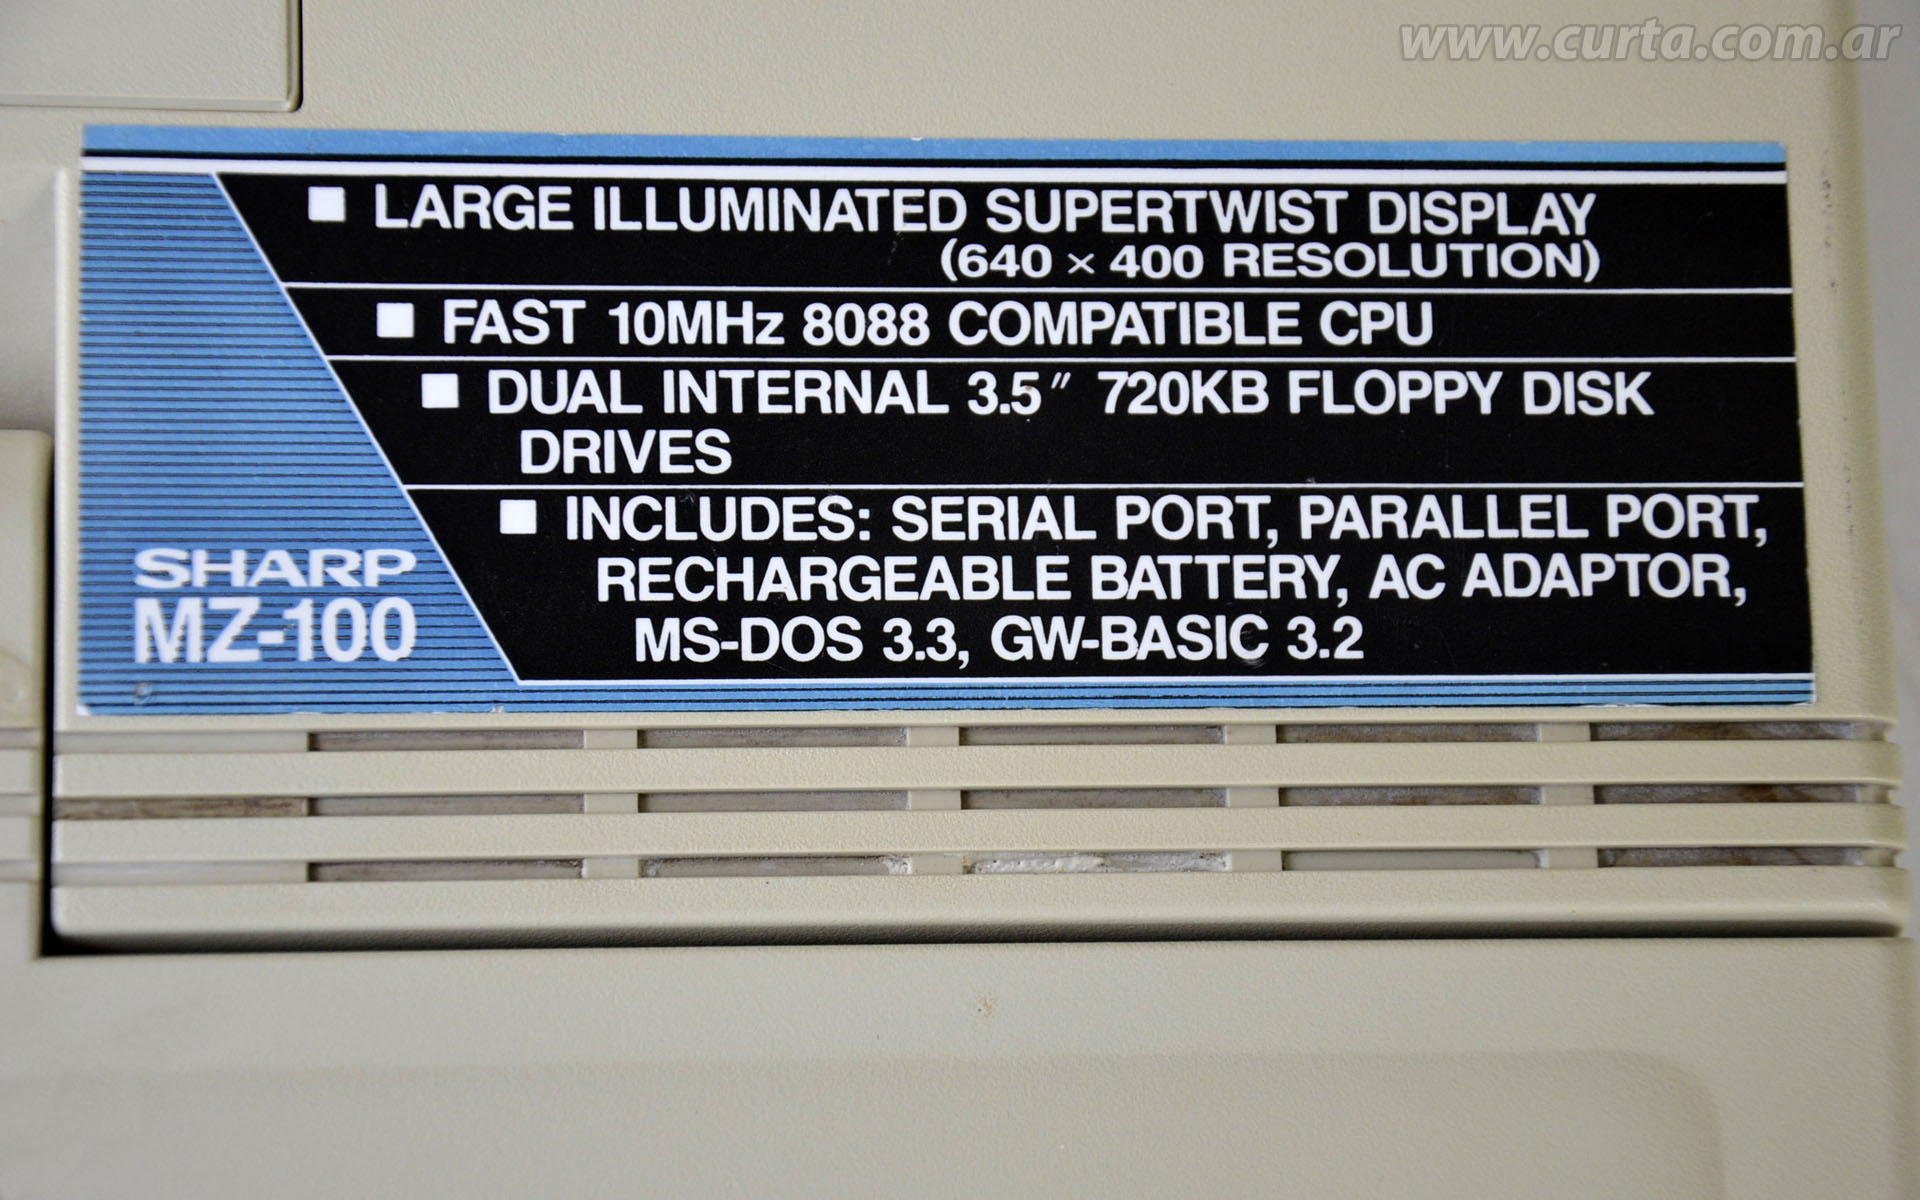 www.curta.com.ar
■ LARGE ILLUMINATED SUPERTWIST DISPLAY
(640 × 400 RESOLUTION)
■ FAST 10MHz 8088 COMPATIBLE CPU
■ DUAL INTERNAL 3.5″ 720KB FLOPPY DISK
DRIVES
■ INCLUDES: SERIAL PORT, PARALLEL PORT,
RECHARGEABLE BATTERY, AC ADAPTOR,
MS-DOS 3.3, GW-BASIC 3.2
SHARP
MZ-100